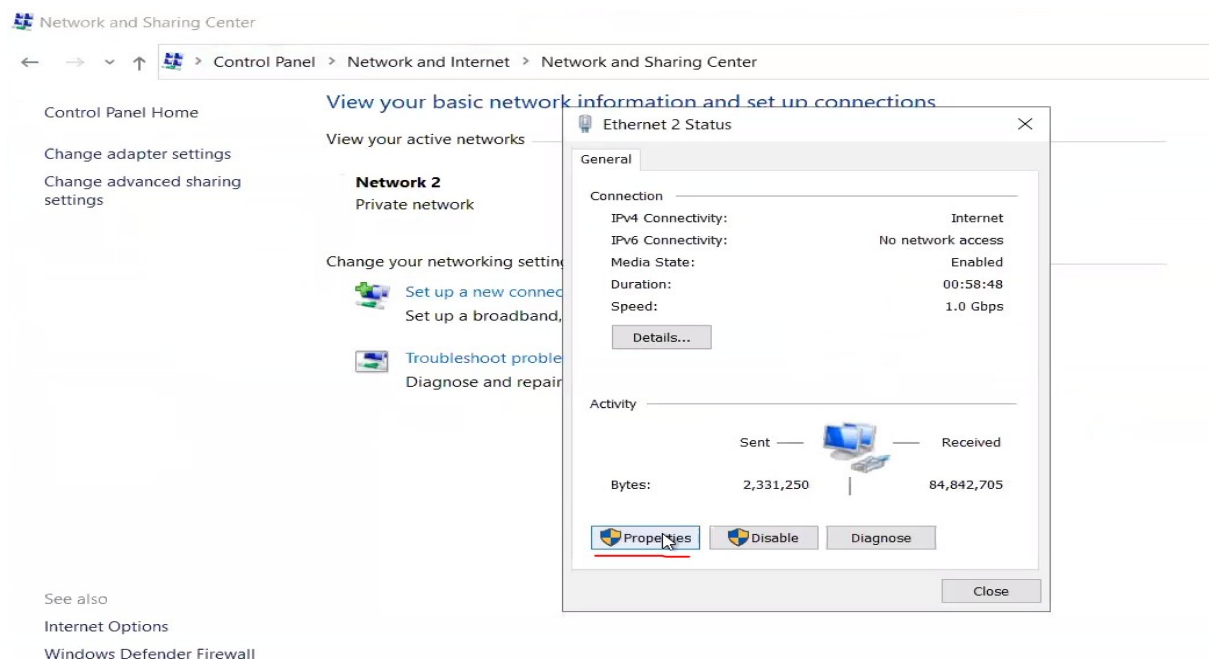 Network and Sharing Center
Control Panel > Network and Internet > Network and Sharing Center
Control Panel Home
Change adapter settings
Change advanced sharing
settings
See also
Internet Options
Windows Defender Firewall
View your basic network information and set up connections
View your active networks
Network 2
Private network
Change your networking settin
Set up a new connec
Set up a broadband,
Troubleshoot proble
Diagnose and repair
Ethernet 2 Status
General
Connection
IPv4 Connectivity: Internet
IPv6 Connectivity: No network access
Media State: Enabled
Duration: 00:58:48
Speed: 1.0 Gbps
Details...
Activity
Sent Received
Bytes: 2,331,250 84,842,705
Properties Disable Diagnose
Close